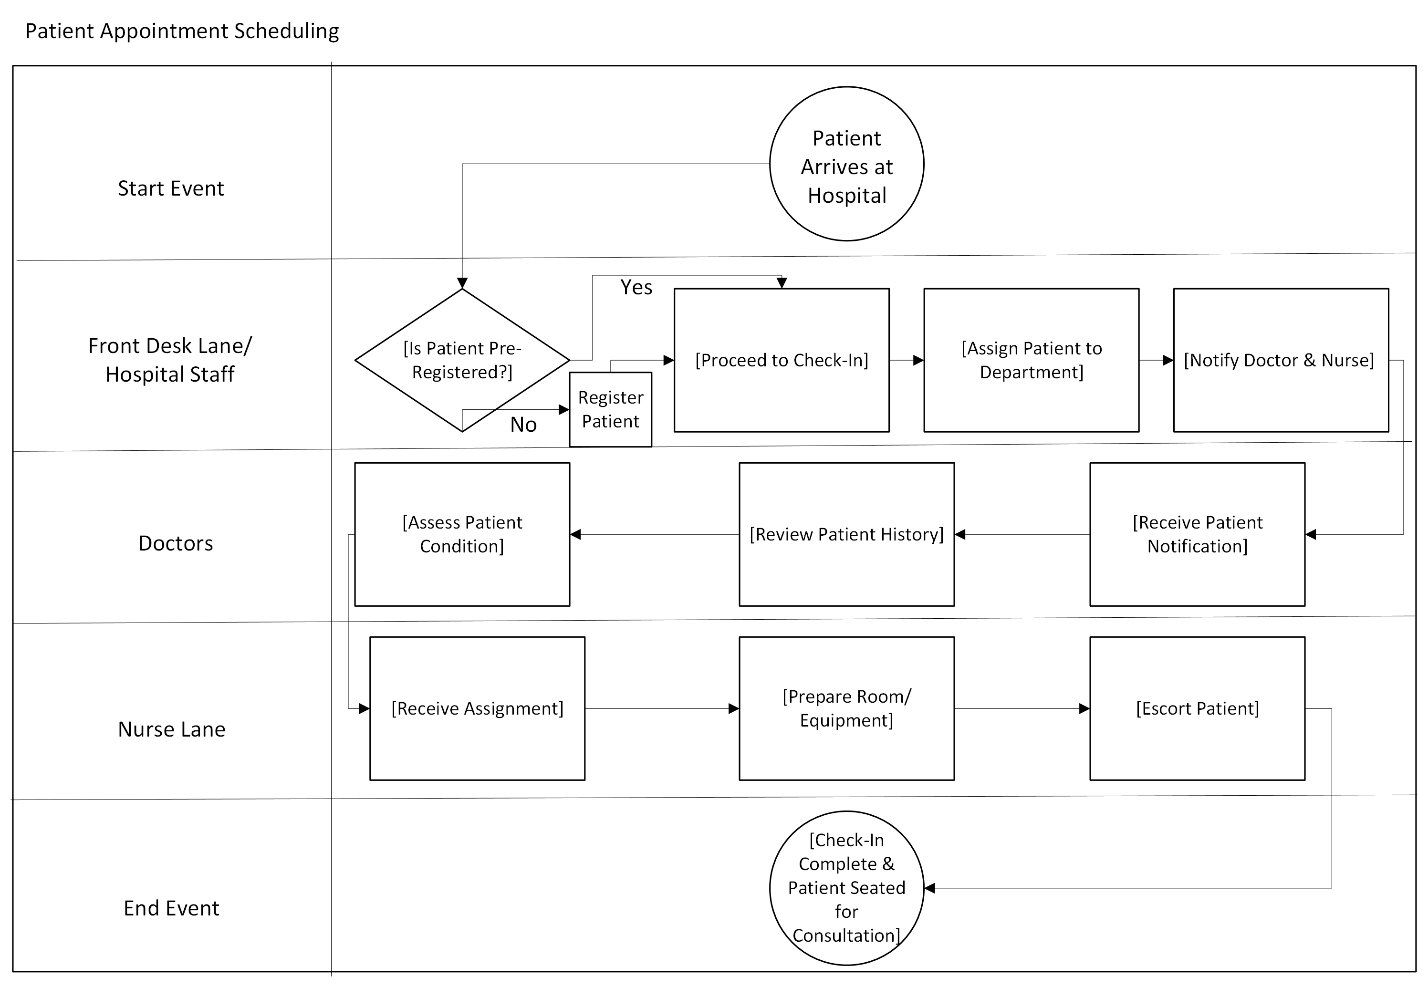 Patient Appointment Scheduling
Start Event
Patient
Arrives at
Hospital
Front Desk Lane/
Hospital Staff
[Is Patient Pre-
Registered?]
Yes
No
Register
Patient
[Proceed to Check-In]
[Assign Patient to
Department]
[Notify Doctor & Nurse]
Doctors
[Assess Patient
Condition]
[Review Patient History]
[Receive Patient
Notification]
Nurse Lane
[Receive Assignment]
[Prepare Room/
Equipment]
[Escort Patient]
End Event
[Check-In
Complete &
Patient Seated
for
Consultation]